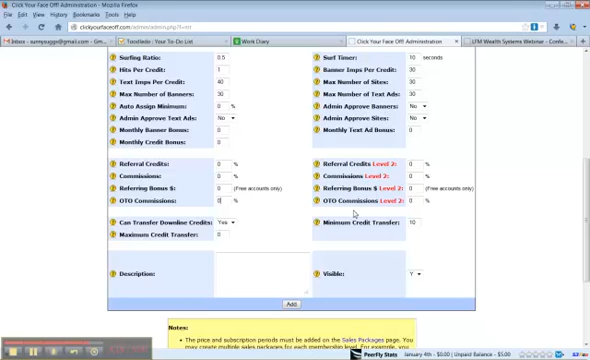 Click Your Face Off! Administration - Mozilla Firefox
File Edit View History Bookmarks Tools Help
clickyourfaceoff.com/admin/admin.php?f=mt
Toodledo : Your To-Do List
Work Diary
Click Your Face Off! Administration
LFM Wealth Systems Webinar - Conf...
Surfing Ratio: 0.5 Surf Timer: 10 seconds
Hits Per Credit: 1 Banner Imps Per Credit: 30
Text Imps Per Credit: 40 Max Number of Sites: 30
Max Number of Banners: 30 Max Number of Text Ads: 30
Auto Assign Minimum: 0 % Admin Approve Banners: No
Admin Approve Text Ads: No Admin Approve Sites: No
Monthly Banner Bonus: 0 Monthly Text Ad Bonus: 0
Monthly Credit Bonus: 0
Referral Credits: 0 % Referral Credits Level 2: 0 %
Commissions: 0 % Commissions Level 2: 0 %
Referring Bonus $: 0 (Free accounts only) Referring Bonus $ Level 2: 0 (Free accounts only)
OTO Commissions: 0 % OTO Commissions Level 2: 0 %
Can Transfer Downline Credits: Yes Minimum Credit Transfer: 10
Maximum Credit Transfer: 0
Description: Visible: Y
Add
Notes:
• The price and subscription periods must be added on the Sales Packages page. You
may create multiple sales packages for each membership level. For example, you
PeerFly Stats January 4th - $0.00 | Unpaid Balance - $3.00